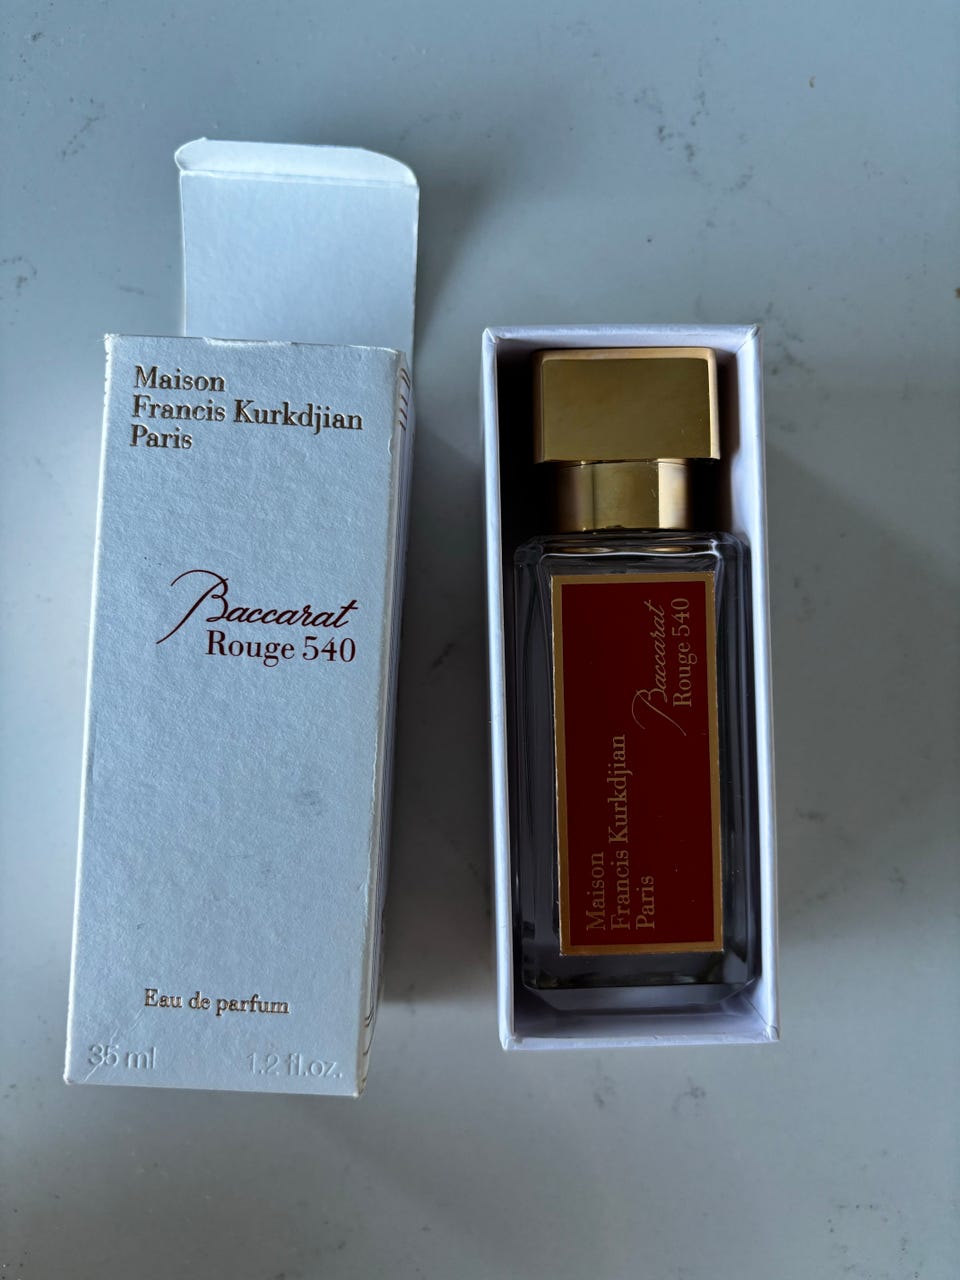 Maison
Francis Kurkdjian
Paris
Baccarat
Rouge 540
Eau de parfum
35 ml 1.2 fl.oz.
Maison
Francis Kurkdjian
Paris
Baccarat
Rouge 540